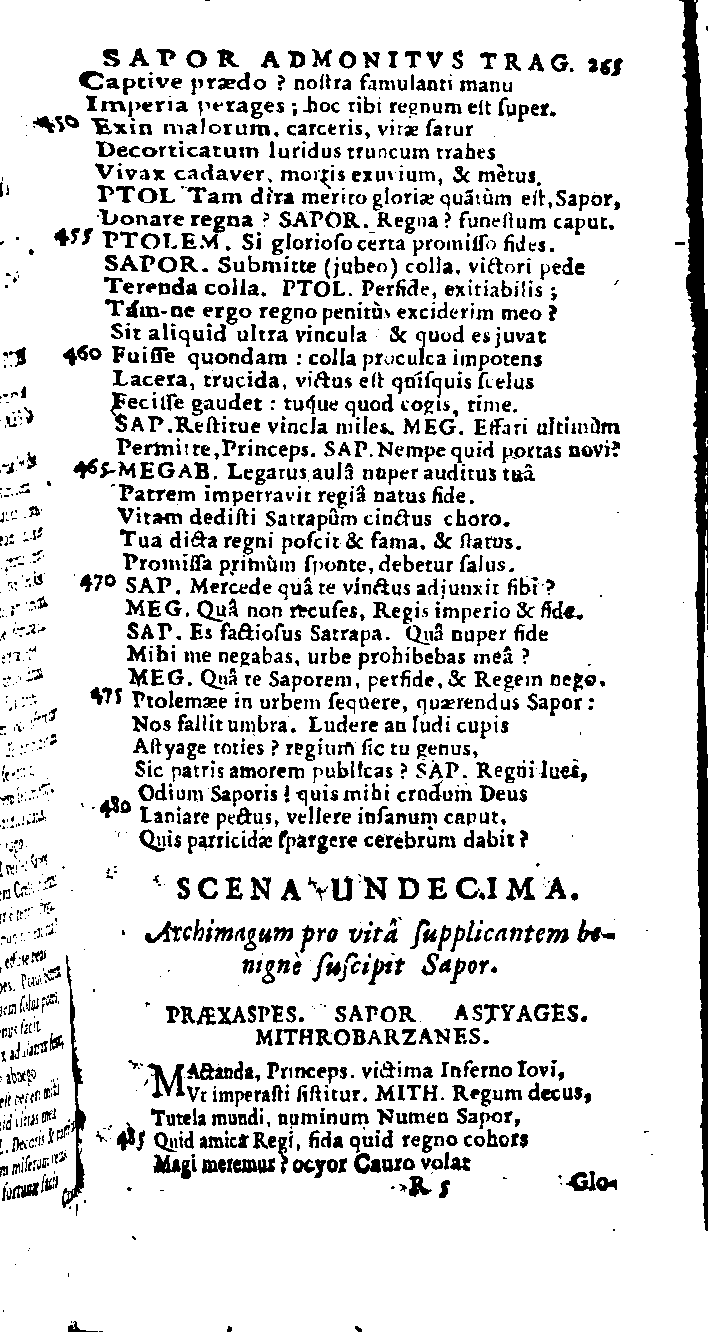 SAPOR ADMONITVS TRAG. 265
Captive prædo ? noſtra famulanti manu
Imperia perages ; hoc tibi regnum eſt ſuper.
450 Exin malorum, carceris, vitæ ſatur
Decorticatum luridus truncum trahes
Vivax cadaver, mortis exuvium, & mètus.
PTOL Tam dira merito gloriæ quãtùm eſt, Sapor,
Donare regna ? SAPOR. Regna ? funeſtum caput.
455 PTOLEM. Si glorioſo certa promiſſo fides.
SAPOR. Submitte (jubeo) colla, victori pede
Terenda colla. PTOL. Perfide, exitiabilis ;
Tám-ne ergo regno penitùs exciderim meo ?
Sit aliquid ultra vincula & quod es juvat
460 Fuiſſe quondam : colla proculca impotens
Lacera, trucida, victus eſt quiſquis ſcelus
Feciſſe gaudet : tuque quod cogis, time.
SAP. Reſtitue vincla miles. MEG. Effari ultimùm
Permitte, Princeps. SAP. Nempe quid portas novi?
465 MEGAB. Legatus aulâ nuper auditus tuâ
Patrem impetravit regiâ natus fide.
Vitam dediſti Satrapûm cinctus choro.
Tua dicta regni poſcit & fama, & ſtatus.
Promiſſa primùm ſponte, debetur ſalus.
470 SAP. Mercede quâ te vinctus adjunxit ſibi ?
MEG. Quâ non recuſes, Regis imperio & fide.
SAP. Es factioſus Satrapa. Quâ nuper fide
Mihi me negabas, urbe prohibebas meâ ?
MEG. Quâ te Saporem, perfide, & Regem nego.
475 Ptolemæe in urbem ſequere, quærendus Sapor :
Nos fallit umbra. Ludere an ludi cupis
Aſtyage toties ? regium ſic tu genus,
Sic patris amorem publicas ? SAP. Regni lues,
Odium Saporis ! quis mihi crudum Deus
480 Laniare pectus, vellere inſanum caput,
Quis parricidæ ſpargere cerebrum dabit ?
SCENA UNDECIMA.
Archimagum pro vitâ ſupplicantem be-
nignè ſuſcipit Sapor.
PRÆXASPES. SAPOR ASTYAGES.
MITHROBARZANES.
MActanda, Princeps, victima Inferno Iovi,
Vt imperaſti ſiſtitur. MITH. Regum decus,
Tutela mundi, numinum Numen Sapor,
485 Quid amica Regi, fida quid regno cohors
Magi meremur ? ocyor Cauro volat
R 5 Glo-